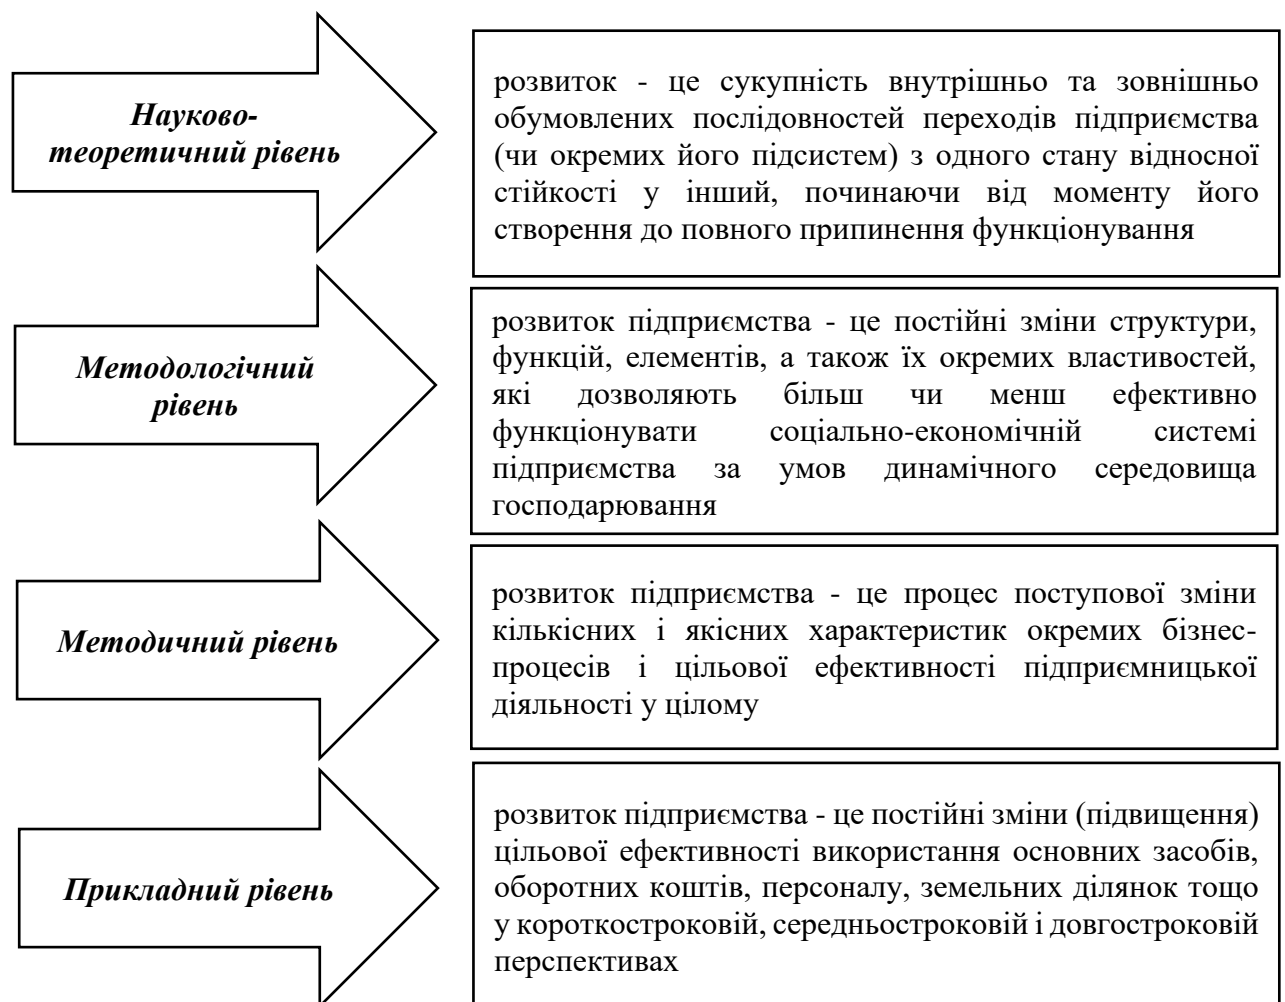 Науково-
теоретичний рівень
розвиток - це сукупність внутрішньо та зовнішньо
обумовлених послідовностей переходів підприємства
(чи окремих його підсистем) з одного стану відносної
стійкості у інший, починаючи від моменту його
створення до повного припинення функціонування
Методологічний
рівень
розвиток підприємства - це постійні зміни структури,
функцій, елементів, а також їх окремих властивостей,
які дозволяють більш чи менш ефективно
функціонувати соціально-економічній системі
підприємства за умов динамічного середовища
господарювання
Методичний рівень
розвиток підприємства - це процес поступової зміни
кількісних і якісних характеристик окремих бізнес-
процесів і цільової ефективності підприємницької
діяльності у цілому
Прикладний рівень
розвиток підприємства - це постійні зміни (підвищення)
цільової ефективності використання основних засобів,
оборотних коштів, персоналу, земельних ділянок тощо
у короткостроковій, середньостроковій і довгостроковій
перспективах